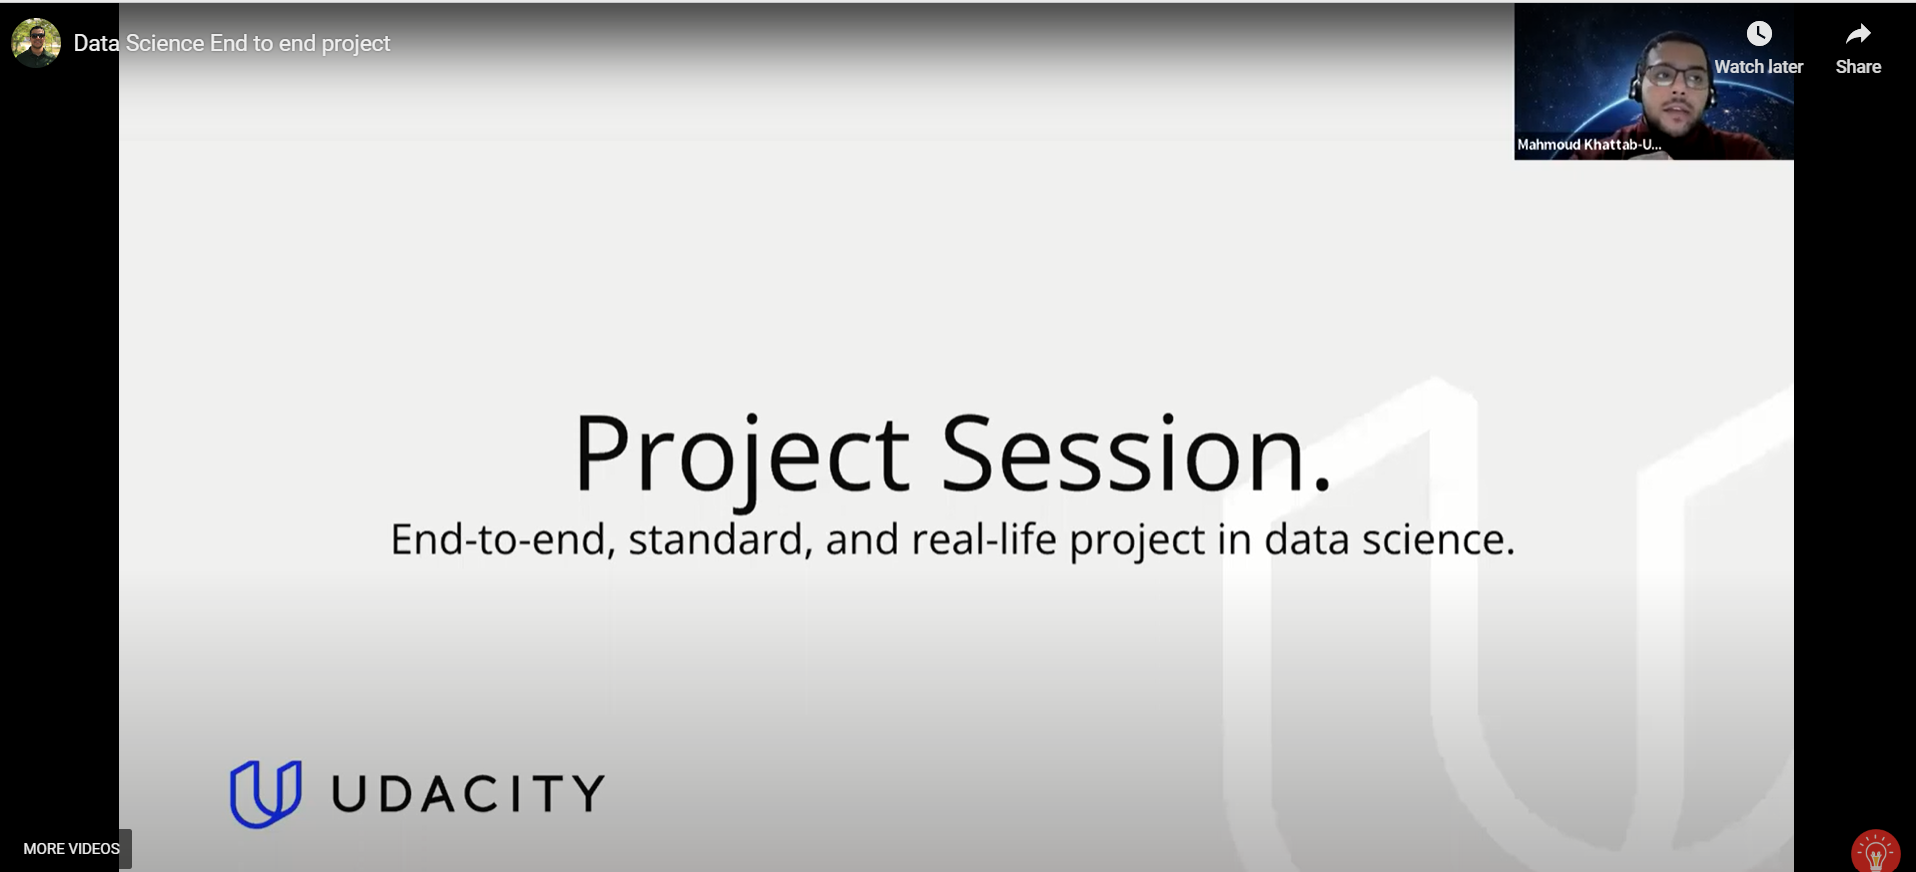 Data Science End to end project
Watch later
Share
Mahmoud Khattab-U...
Project Session.
End-to-end, standard, and real-life project in data science.
UDACITY
MORE VIDEOS